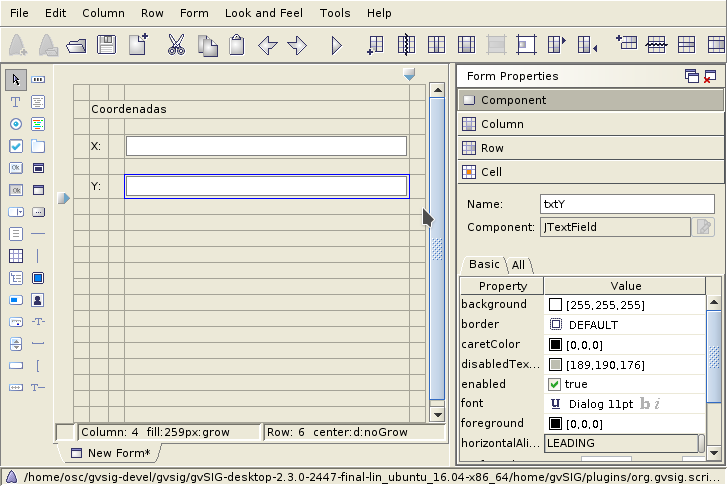 File Edit Column Row Form Look and Feel Tools Help
Form Properties
Component
Column
Row
Cell
Coordenadas
X:
Y:
Name: txtY
Component: JTextField
Basic All
Property Value
background [255,255,255]
border DEFAULT
caretColor [0,0,0]
disabledTex... [189,190,176]
enabled true
font Dialog 11pt b i
foreground [0,0,0]
horizontalAli... LEADING
Column: 4 fill:259px:grow Row: 6 center:d:noGrow
New Form*
/home/osc/gvsig-devel/gvsig/gvSIG-desktop-2.3.0-2447-final-lin_ubuntu_16.04-x86_64/home/gvSIG/plugins/org.gvsig.scri...